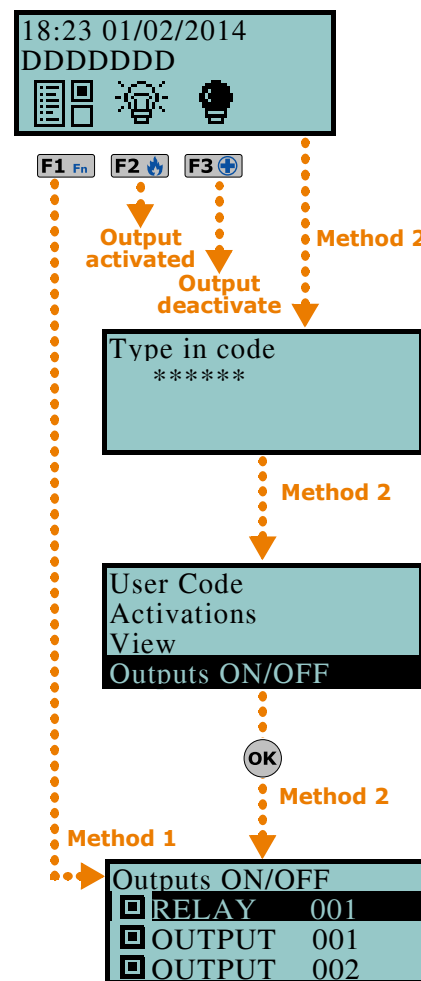 18:23 01/02/2014
DDDDDDD
F1 Fn F2 F3
Output
activated
Method 2
Output
deactivate
Type in code
******
Method 2
User Code
Activations
View
Outputs ON/OFF
OK
Method 2
Method 1
Outputs ON/OFF
RELAY 001
OUTPUT 001
OUTPUT 002